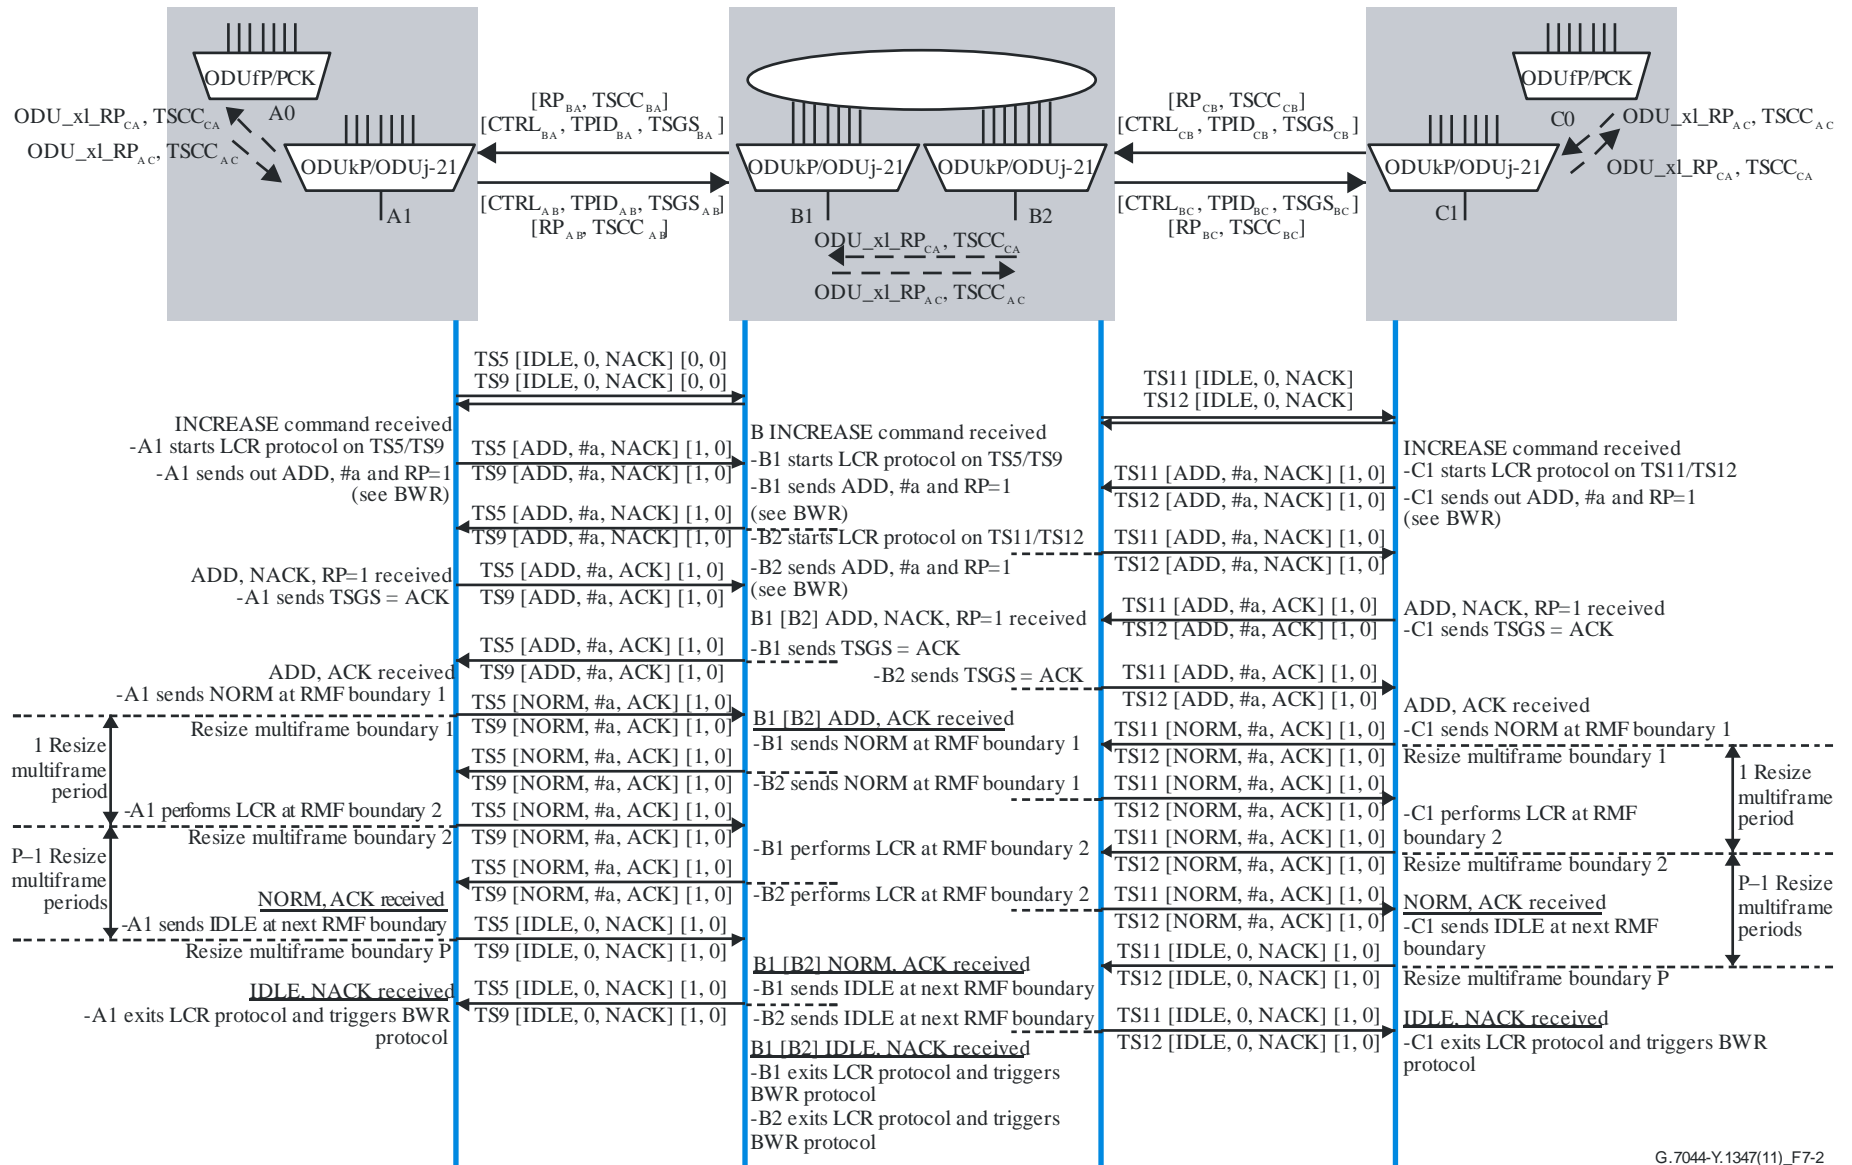 ODUfP/PCK
A0
ODU_xl_RPCA, TSCCCA
ODU_xl_RPAC, TSCCAC
ODUkP/ODUj-21
A1
[RPBA, TSCCBA]
[CTRLBA, TPIDBA, TSGSBA]
[CTRLAB, TPIDAB, TSGSAB]
[RPAB, TSCCAB]
ODUkP/ODUj-21
ODUkP/ODUj-21
B1
B2
ODU_xl_RPCA, TSCCCA
ODU_xl_RPAC, TSCCAC
[RPCB, TSCCCB]
[CTRLCB, TPIDCB, TSGSCB]
[CTRLBC, TPIDBC, TSGSBC]
[RPBC, TSCCBC]
ODUfP/PCK
C0
ODU_xl_RPAC, TSCCAC
ODU_xl_RPCA, TSCCCA
ODUkP/ODUj-21
C1
INCREASE command received
-A1 starts LCR protocol on TS5/TS9
-A1 sends out ADD, #a and RP=1
(see BWR)
ADD, NACK, RP=1 received
-A1 sends TSGS = ACK
ADD, ACK received
-A1 sends NORM at RMF boundary 1
Resize multiframe boundary 1
1 Resize
multiframe
period
-A1 performs LCR at RMF boundary 2
Resize multiframe boundary 2
P–1 Resize
multiframe
periods
NORM, ACK received
-A1 sends IDLE at next RMF boundary
Resize multiframe boundary P
IDLE, NACK received
-A1 exits LCR protocol and triggers BWR
protocol
TS5 [IDLE, 0, NACK] [0, 0]
TS9 [IDLE, 0, NACK] [0, 0]
TS5 [ADD, #a, NACK] [1, 0]
TS9 [ADD, #a, NACK] [1, 0]
TS5 [ADD, #a, NACK] [1, 0]
TS9 [ADD, #a, NACK] [1, 0]
TS5 [ADD, #a, ACK] [1, 0]
TS9 [ADD, #a, ACK] [1, 0]
TS5 [ADD, #a, ACK] [1, 0]
TS9 [ADD, #a, ACK] [1, 0]
TS5 [NORM, #a, ACK] [1, 0]
TS9 [NORM, #a, ACK] [1, 0]
TS5 [NORM, #a, ACK] [1, 0]
TS9 [NORM, #a, ACK] [1, 0]
TS5 [NORM, #a, ACK] [1, 0]
TS9 [NORM, #a, ACK] [1, 0]
TS5 [NORM, #a, ACK] [1, 0]
TS9 [NORM, #a, ACK] [1, 0]
TS5 [IDLE, 0, NACK] [1, 0]
TS9 [IDLE, 0, NACK] [1, 0]
TS5 [IDLE, 0, NACK] [1, 0]
TS9 [IDLE, 0, NACK] [1, 0]
B INCREASE command received
-B1 starts LCR protocol on TS5/TS9
-B1 sends ADD, #a and RP=1
(see BWR)
-B2 starts LCR protocol on TS11/TS12
-B2 sends ADD, #a and RP=1
(see BWR)
B1 [B2] ADD, NACK, RP=1 received
-B1 sends TSGS = ACK
-B2 sends TSGS = ACK
B1 [B2] ADD, ACK received
-B1 sends NORM at RMF boundary 1
-B2 sends NORM at RMF boundary 1
-B1 performs LCR at RMF boundary 2
-B2 performs LCR at RMF boundary 2
B1 [B2] NORM, ACK received
-B1 sends IDLE at next RMF boundary
-B2 sends IDLE at next RMF boundary
B1 [B2] IDLE, NACK received
-B1 exits LCR protocol and triggers
BWR protocol
-B2 exits LCR protocol and triggers
BWR protocol
TS11 [IDLE, 0, NACK]
TS12 [IDLE, 0, NACK]
TS11 [ADD, #a, NACK] [1, 0]
TS12 [ADD, #a, NACK] [1, 0]
TS11 [ADD, #a, NACK] [1, 0]
TS12 [ADD, #a, NACK] [1, 0]
TS11 [ADD, #a, ACK] [1, 0]
TS12 [ADD, #a, ACK] [1, 0]
TS11 [ADD, #a, ACK] [1, 0]
TS12 [ADD, #a, ACK] [1, 0]
TS11 [NORM, #a, ACK] [1, 0]
TS12 [NORM, #a, ACK] [1, 0]
TS11 [NORM, #a, ACK] [1, 0]
TS12 [NORM, #a, ACK] [1, 0]
TS11 [NORM, #a, ACK] [1, 0]
TS12 [NORM, #a, ACK] [1, 0]
TS11 [NORM, #a, ACK] [1, 0]
TS12 [NORM, #a, ACK] [1, 0]
TS11 [IDLE, 0, NACK] [1, 0]
TS12 [IDLE, 0, NACK] [1, 0]
TS11 [IDLE, 0, NACK] [1, 0]
TS12 [IDLE, 0, NACK] [1, 0]
INCREASE command received
-C1 starts LCR protocol on TS11/TS12
-C1 sends out ADD, #a and RP=1
(see BWR)
ADD, NACK, RP=1 received
-C1 sends TSGS = ACK
ADD, ACK received
-C1 sends NORM at RMF boundary 1
Resize multiframe boundary 1
1 Resize
multiframe
period
-C1 performs LCR at RMF
boundary 2
Resize multiframe boundary 2
P–1 Resize
multiframe
periods
NORM, ACK received
-C1 sends IDLE at next RMF
boundary
Resize multiframe boundary P
IDLE, NACK received
-C1 exits LCR protocol and triggers BWR
protocol
G.7044-Y.1347(11)_F7-2